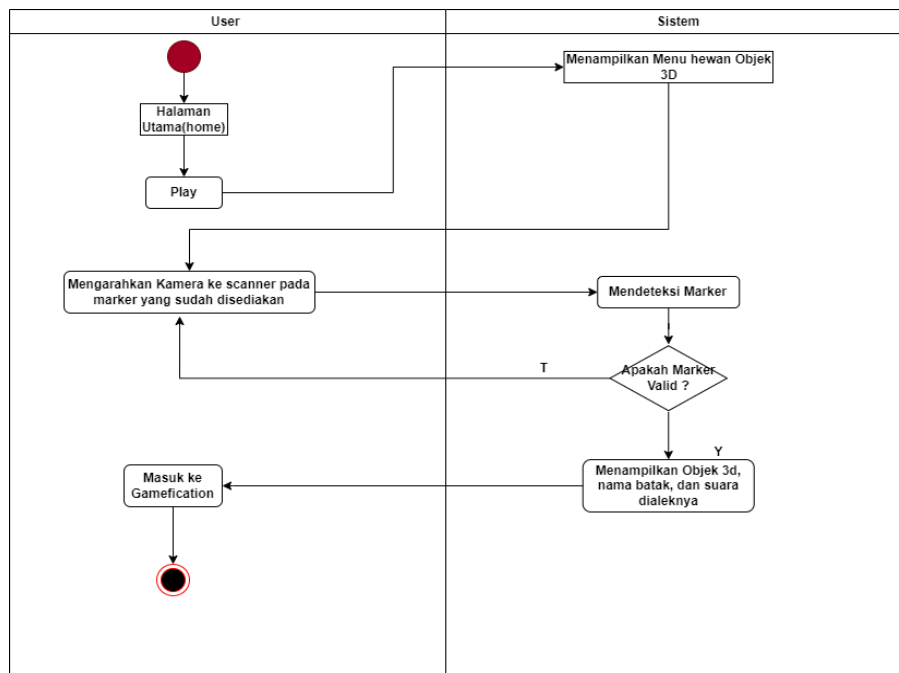 User
Sistem
Menampilkan Menu hewan Objek
3D
Halaman
Utama(home)
Play
Mengarahkan Kamera ke scanner pada
marker yang sudah disediakan
Mendeteksi Marker
Apakah Marker
Valid ?
T
Y
Menampilkan Objek 3d,
nama batak, dan suara
dialeknya
Masuk ke
Gamefication